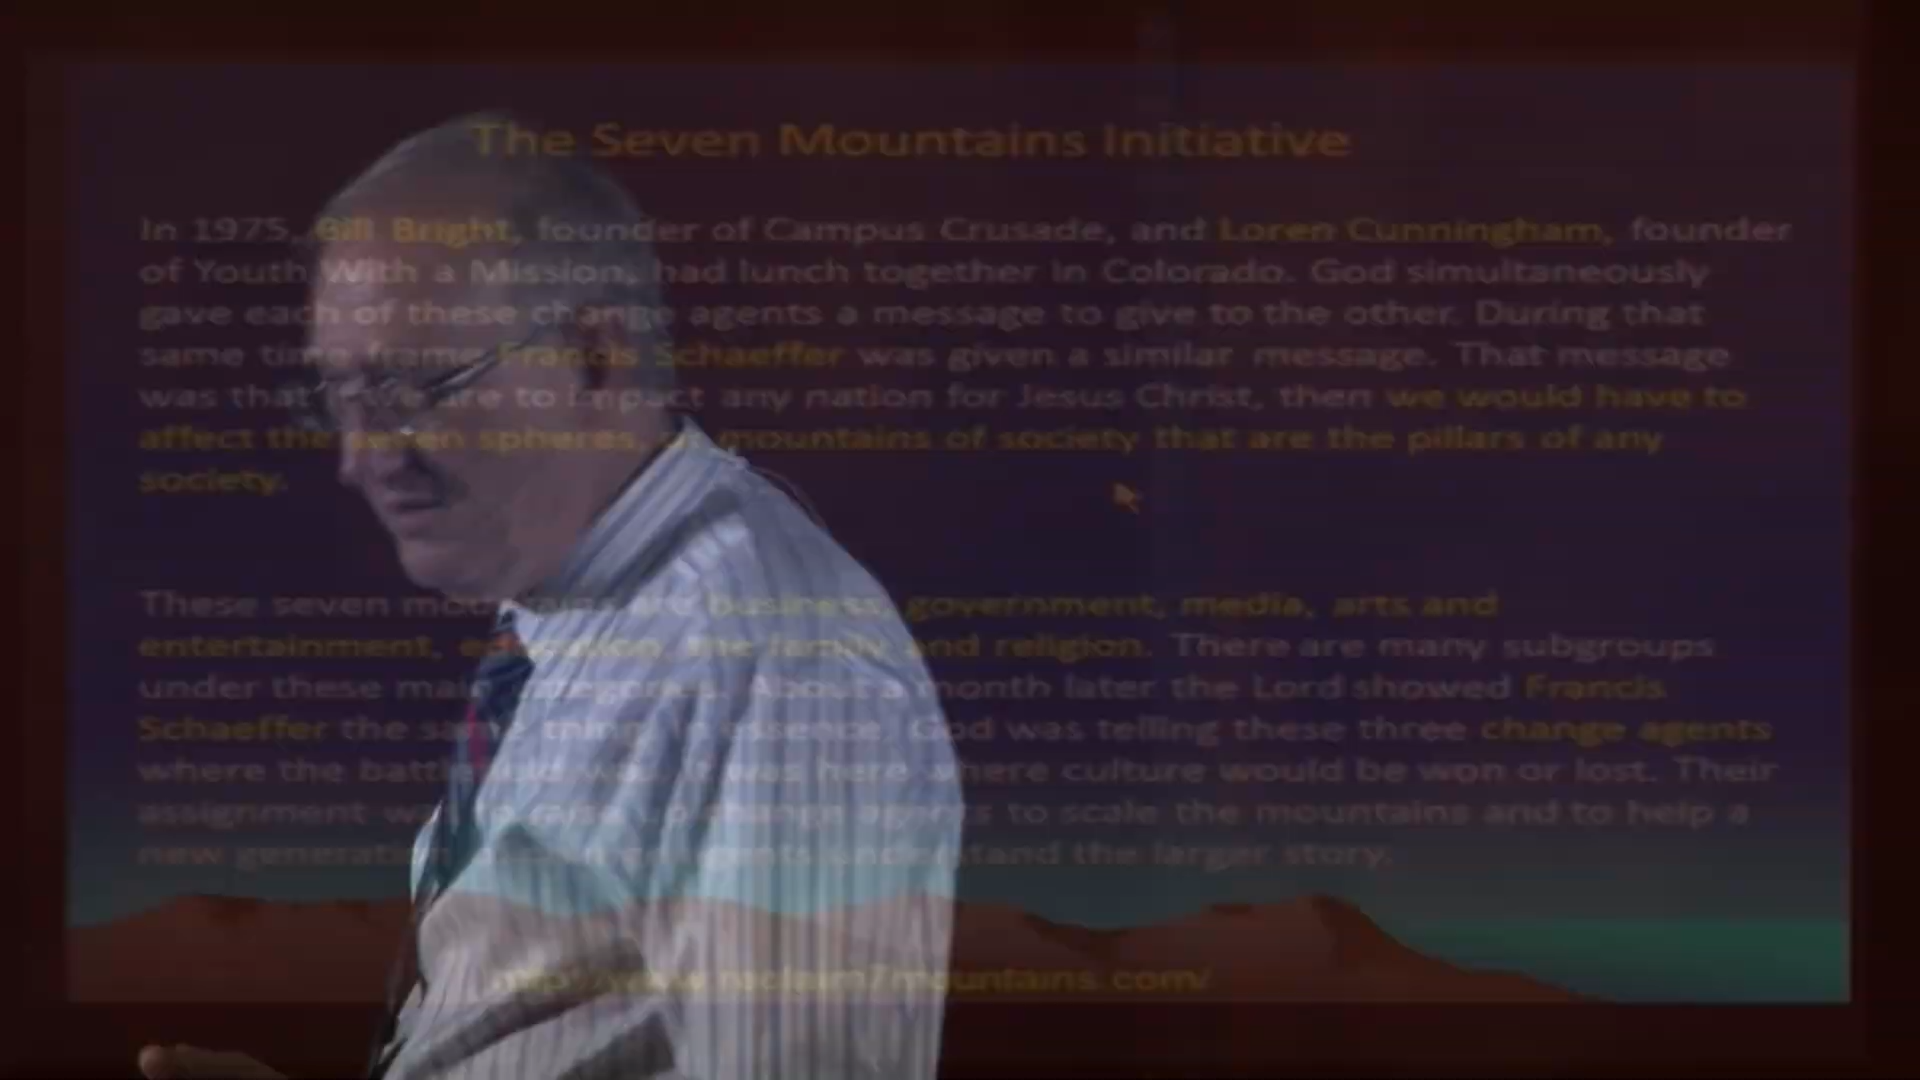 The Seven Mountains Initiative
In 1975, Bill Bright, founder of Campus Crusade, and Loren Cunningham, founder
of Youth With a Mission, had lunch together in Colorado. God simultaneously
gave each of these change agents a message to give to the other. During that
same time frame Francis Schaeffer was given a similar message. That message
was that if we are to impact any nation for Jesus Christ, then we would have to
affect the seven spheres, mountains of society that are the pillars of any
society.
These seven mountains are business, government, media, arts and
entertainment, education, the family and religion. There are many subgroups
under these main categories. About a month later the Lord showed Francis
Schaeffer the same thing. In essence, God was telling these three change agents
where the battlefield was. It was here where culture would be won or lost. Their
assignment was to raise up change agents to scale the mountains and to help a
new generation change agents understand the larger story.
http://www.reclaim7mountains.com/